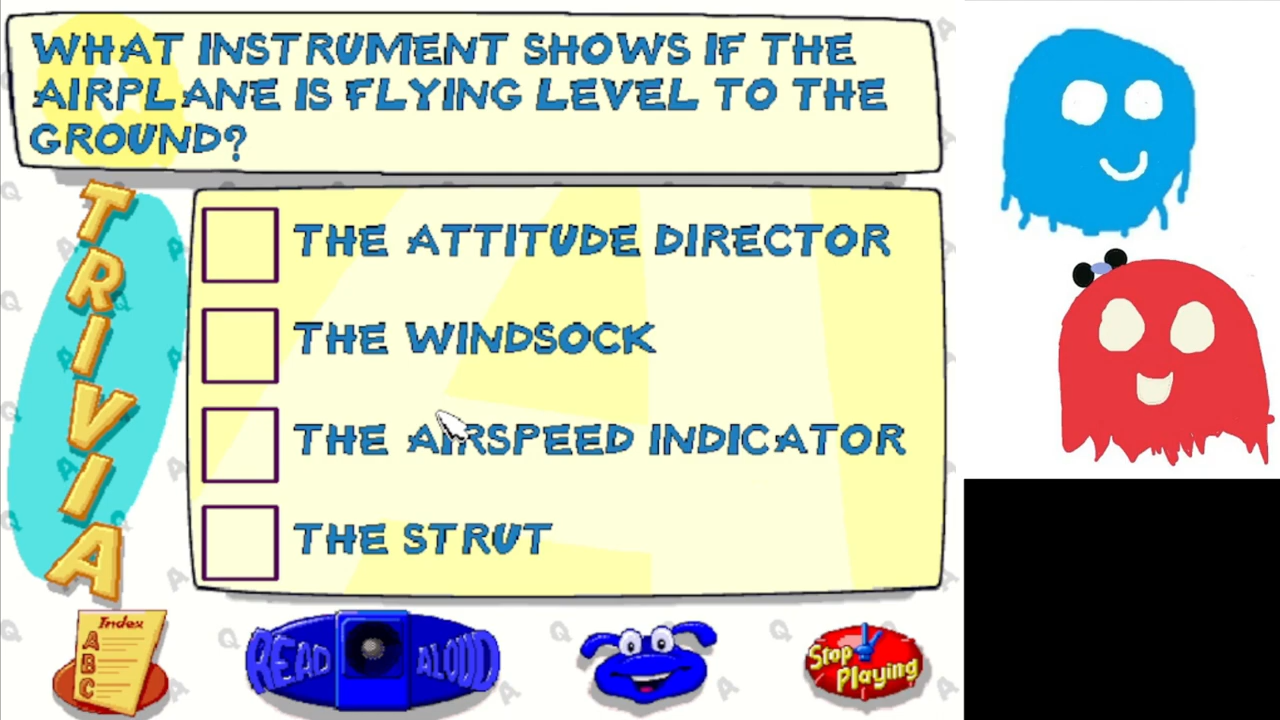 WHAT INSTRUMENT SHOWS IF THE
AIRPLANE IS FLYING LEVEL TO THE
GROUND?
TRIVIA
THE ATTITUDE DIRECTOR
THE WINDSOCK
THE AIRSPEED INDICATOR
THE STRUT
Index
A
B
C
READ ALOUD
Stop
Playing